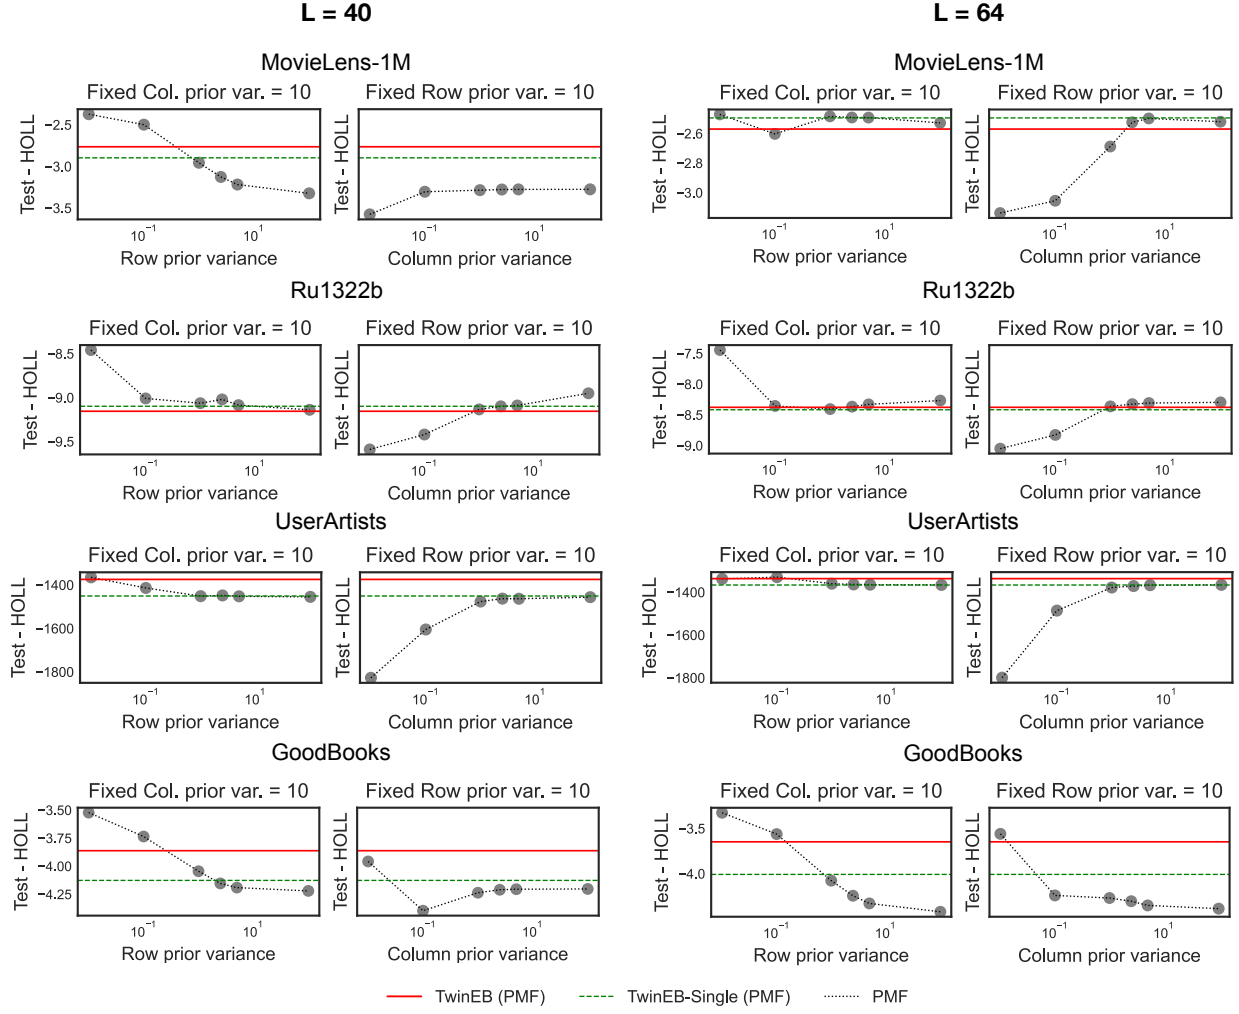 L = 40 L = 64
MovieLens-1M MovieLens-1M
Fixed Col. prior var. = 10 Fixed Row prior var. = 10 Fixed Col. prior var. = 10 Fixed Row prior var. = 10
Test - HOLL Test - HOLL Test - HOLL Test - HOLL
−2.5 −2.6
−3.0 −2.8
−3.5 −3.0
10⁻¹ 10¹ 10⁻¹ 10¹ 10⁻¹ 10¹ 10⁻¹ 10¹
Row prior variance Column prior variance Row prior variance Column prior variance
Ru1322b Ru1322b
Fixed Col. prior var. = 10 Fixed Row prior var. = 10 Fixed Col. prior var. = 10 Fixed Row prior var. = 10
Test - HOLL Test - HOLL Test - HOLL Test - HOLL
−8.5 −7.5
−9.0 −8.0
−9.5 −8.5
−9.0
10⁻¹ 10¹ 10⁻¹ 10¹ 10⁻¹ 10¹ 10⁻¹ 10¹
Row prior variance Column prior variance Row prior variance Column prior variance
UserArtists UserArtists
Fixed Col. prior var. = 10 Fixed Row prior var. = 10 Fixed Col. prior var. = 10 Fixed Row prior var. = 10
Test - HOLL Test - HOLL Test - HOLL Test - HOLL
−1400 −1400
−1600 −1600
−1800 −1800
10⁻¹ 10¹ 10⁻¹ 10¹ 10⁻¹ 10¹ 10⁻¹ 10¹
Row prior variance Column prior variance Row prior variance Column prior variance
GoodBooks GoodBooks
Fixed Col. prior var. = 10 Fixed Row prior var. = 10 Fixed Col. prior var. = 10 Fixed Row prior var. = 10
Test - HOLL Test - HOLL Test - HOLL Test - HOLL
−3.50 −3.5
−3.75 −4.0
−4.00
−4.25
10⁻¹ 10¹ 10⁻¹ 10¹ 10⁻¹ 10¹ 10⁻¹ 10¹
Row prior variance Column prior variance Row prior variance Column prior variance
TwinEB (PMF) TwinEB-Single (PMF) PMF